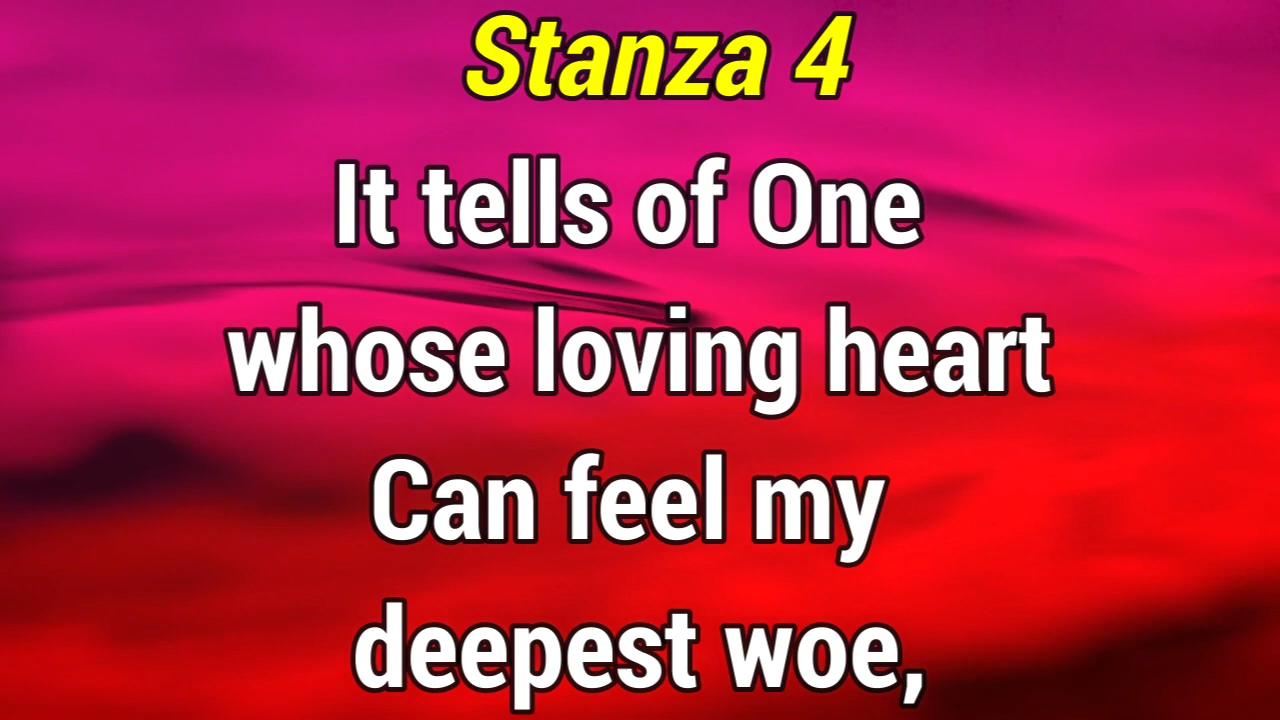 Stanza 4
It tells of One
whose loving heart
Can feel my
deepest woe,